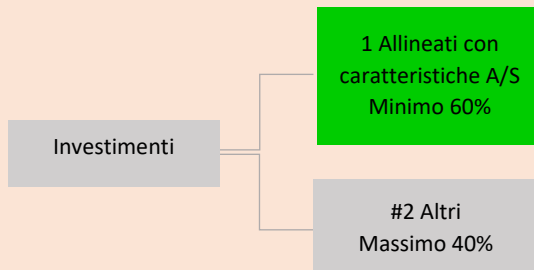 1 Allineati con
caratteristiche A/S
Minimo 60%
Investimenti
#2 Altri
Massimo 40%